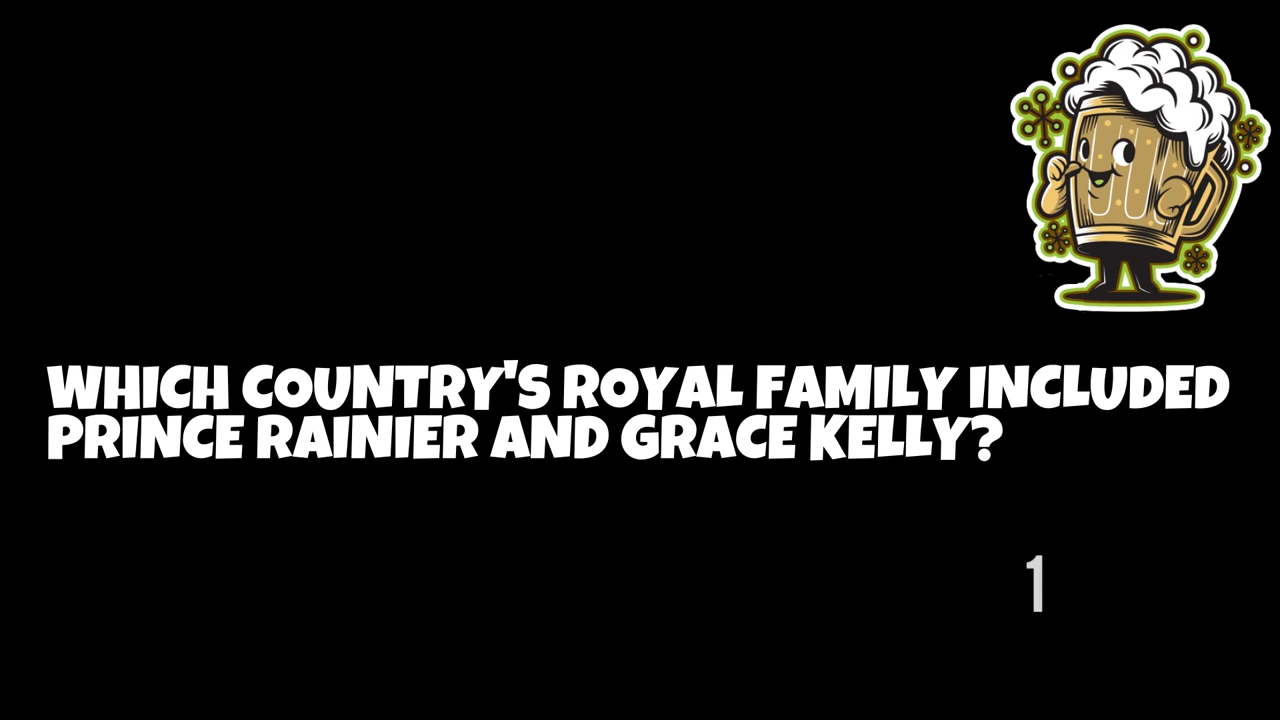 WHICH COUNTRY'S ROYAL FAMILY INCLUDED
PRINCE RAINIER AND GRACE KELLY?
1